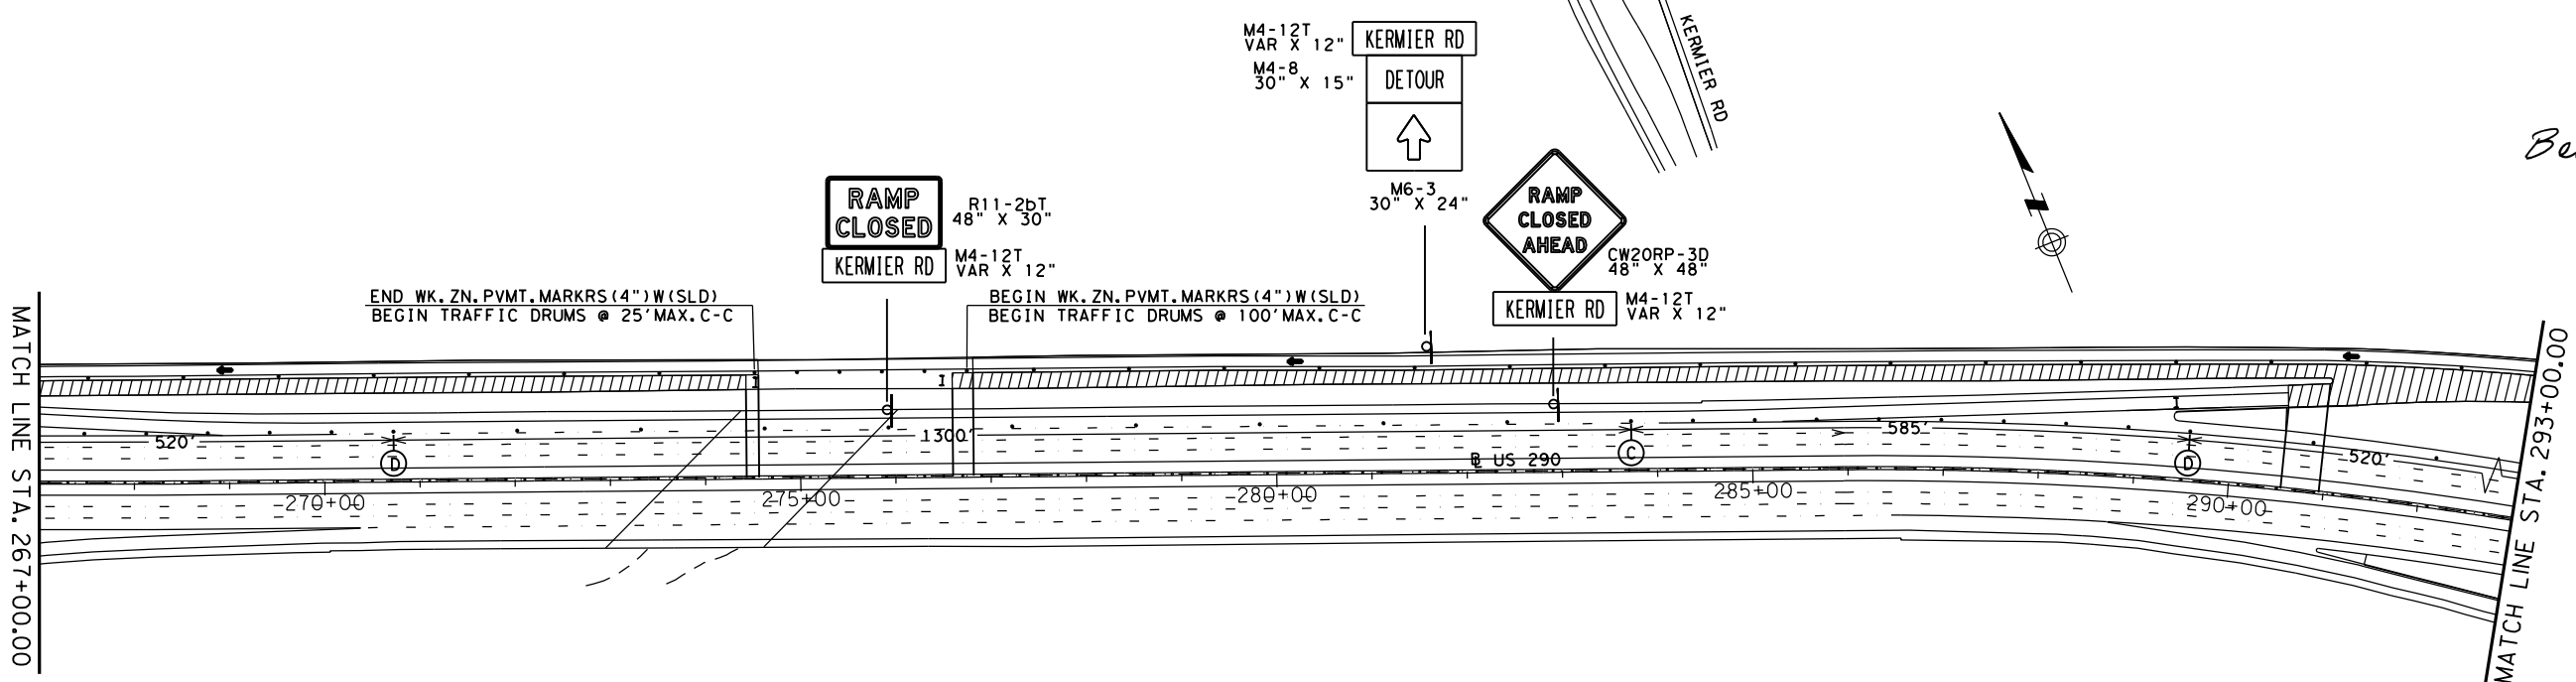 M4-12T
VAR X 12"
KERMIER RD
M4-8
30" X 15"
DETOUR
M6-3
30" X 24"
KERMIER RD
RAMP
CLOSED
R11-2bT
48" X 30"
KERMIER RD
M4-12T
VAR X 12"
RAMP
CLOSED
AHEAD
CW20RP-3D
48" X 48"
KERMIER RD
M4-12T
VAR X 12"
END WK. ZN. PVMT. MARKRS (4") W (SLD)
BEGIN TRAFFIC DRUMS @ 25' MAX. C-C
BEGIN WK. ZN. PVMT. MARKRS (4") W (SLD)
BEGIN TRAFFIC DRUMS @ 100' MAX. C-C
MATCH LINE STA. 267+00.00
MATCH LINE STA. 293+00.00
I
I
I
520'
D
1300'
C
585'
D
520'
US 290
270+00
275+00
280+00
285+00
290+00